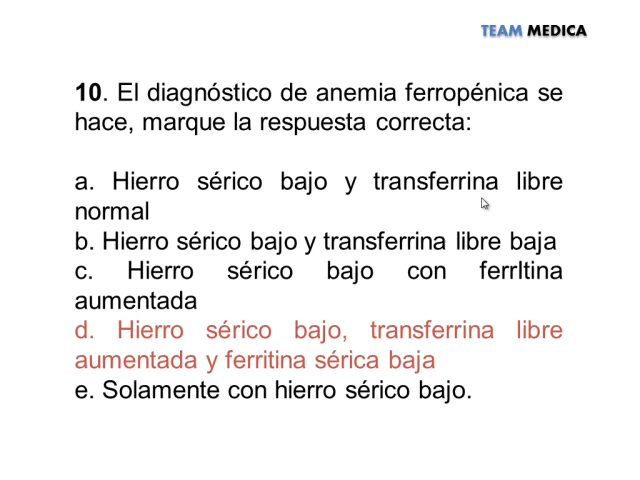 TEAM MEDICA
10. El diagnóstico de anemia ferropénica se
hace, marque la respuesta correcta:
a. Hierro sérico bajo y transferrina libre
normal
b. Hierro sérico bajo y transferrina libre baja
c. Hierro sérico bajo con ferrItina
aumentada
d. Hierro sérico bajo, transferrina libre
aumentada y ferritina sérica baja
e. Solamente con hierro sérico bajo.